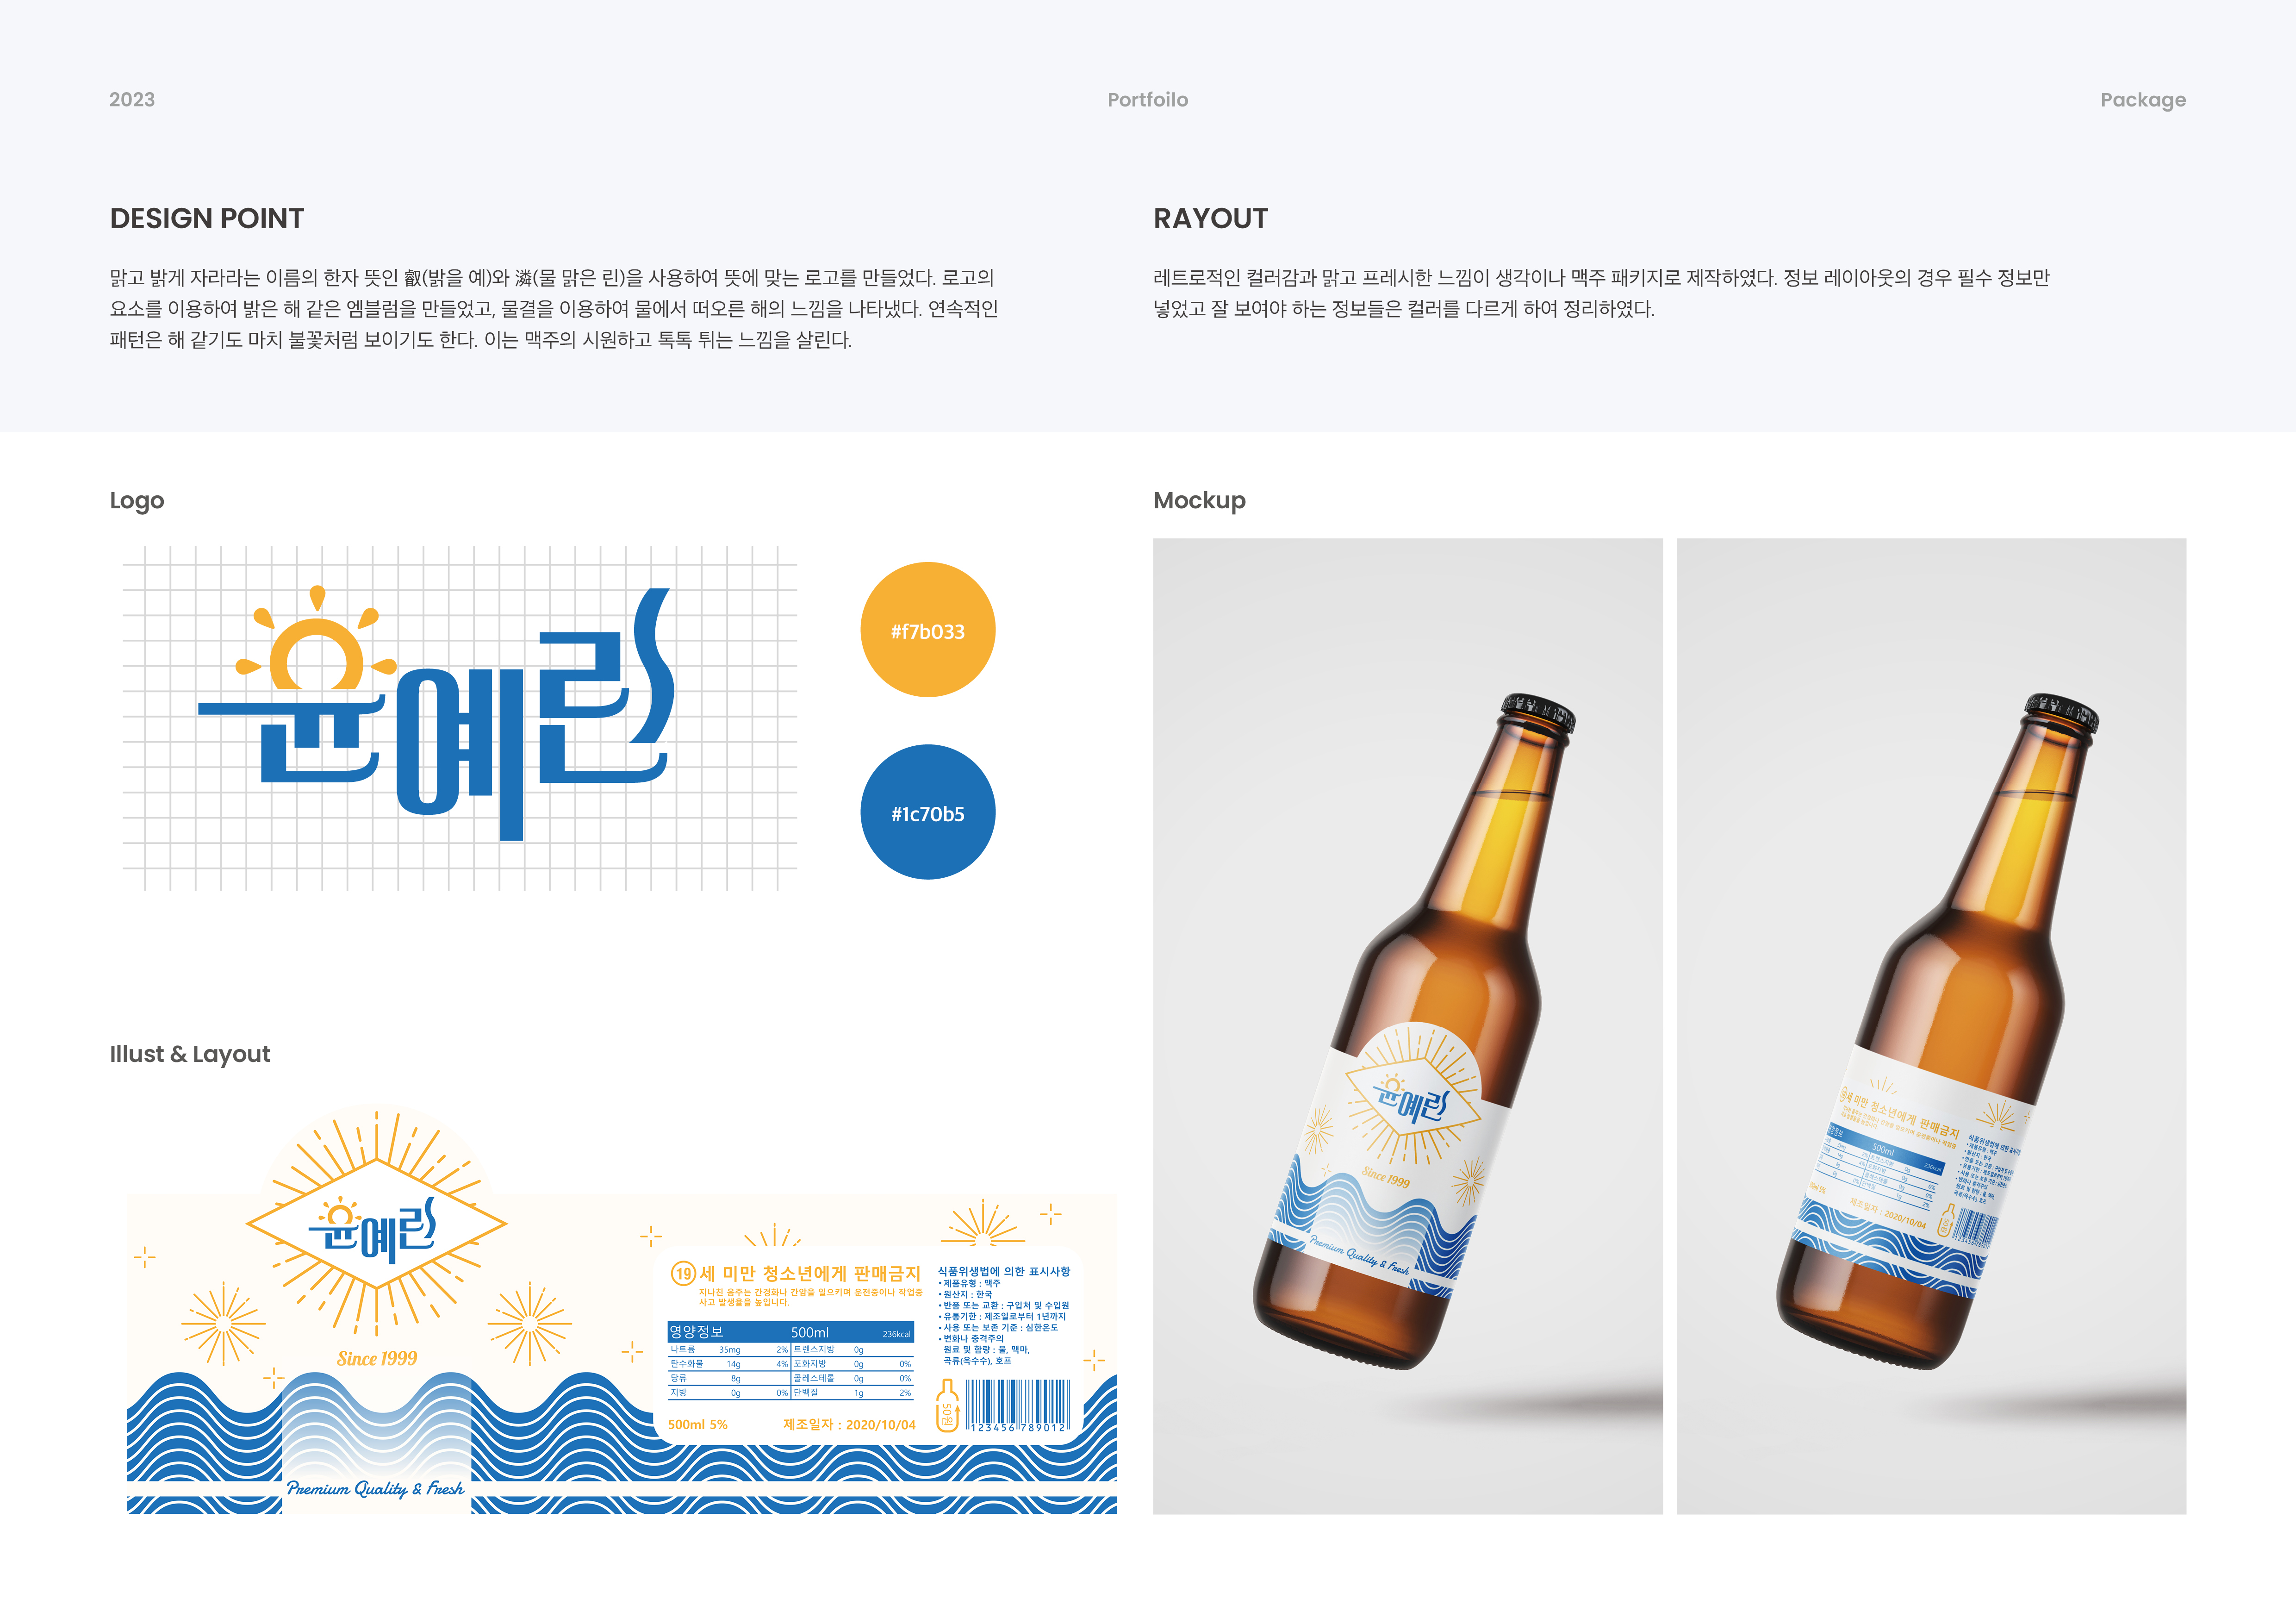 2023
Portfoilo
Package
DESIGN POINT
맑고 밝게 자라라는 이름의 한자 뜻인 叡(밝을 예)와 潾(물 맑은 린)을 사용하여 뜻에 맞는 로고를 만들었다. 로고의
요소를 이용하여 밝은 해 같은 엠블럼을 만들었고, 물결을 이용하여 물에서 떠오른 해의 느낌을 나타냈다. 연속적인
패턴은 해 같기도 마치 불꽃처럼 보이기도 한다. 이는 맥주의 시원하고 톡톡 튀는 느낌을 살린다.
RAYOUT
레트로적인 컬러감과 맑고 프레시한 느낌이 생각이나 맥주 패키지로 제작하였다. 정보 레이아웃의 경우 필수 정보만
넣었고 잘 보여야 하는 정보들은 컬러를 다르게 하여 정리하였다.
Logo
윤예린
#f7b033
#1c70b5
Illust & Layout
윤예린
Since 1999
Premium Quality & Fresh
19세 미만 청소년에게 판매금지
지나친 음주는 간경화나 간암을 일으키며 운전중이나 작업중
사고 발생율을 높입니다.
영양정보 500ml 236kcal
나트륨 35mg 2% 트랜스지방 0g
탄수화물 14g 4% 포화지방 0g 0%
당류 8g 콜레스테롤 0g 0%
지방 0g 0% 단백질 1g 2%
500ml 5% 제조일자 : 2020/10/04
식품위생법에 의한 표시사항
• 제품유형 : 맥주
• 원산지 : 한국
• 반품 또는 교환 : 구입처 및 수입원
• 유통기한 : 제조일로부터 1년까지
• 사용 또는 보존 기준 : 심한온도
• 변화나 충격주의
원료 및 함량 : 물, 맥마,
곡류(옥수수), 호프
50원
123456 789012
Mockup
윤예린
Since 1999
Premium Quality & Fresh
세 미만 청소년에게 판매금지
영양정보 500ml 236kcal
제조일자 : 2020/10/04